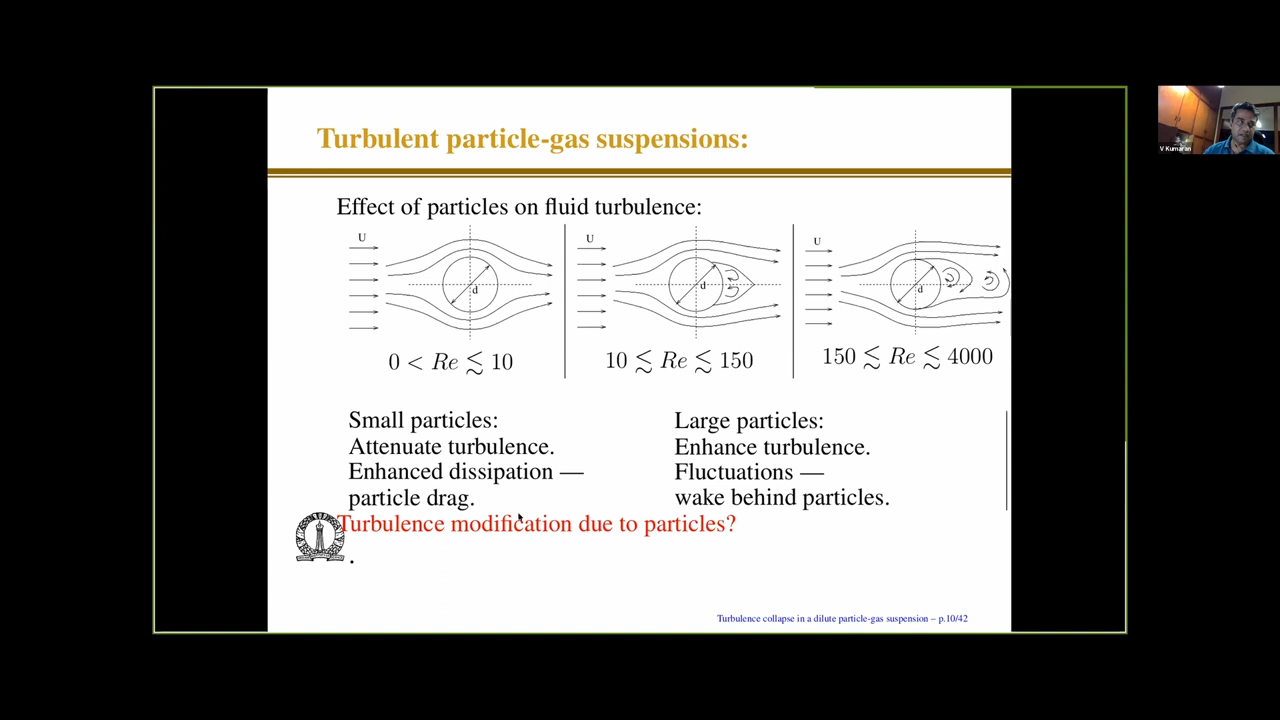 Turbulent particle-gas suspensions:
Effect of particles on fluid turbulence:
U
d
0 < Re ≲ 10
U
d
10 ≲ Re ≲ 150
U
d
150 ≲ Re ≲ 4000
Small particles:
Attenuate turbulence.
Enhanced dissipation —
particle drag.
Large particles:
Enhance turbulence.
Fluctuations —
wake behind particles.
Turbulence modification due to particles?
.
Turbulence collapse in a dilute particle-gas suspension – p.10/42
V Kumaran